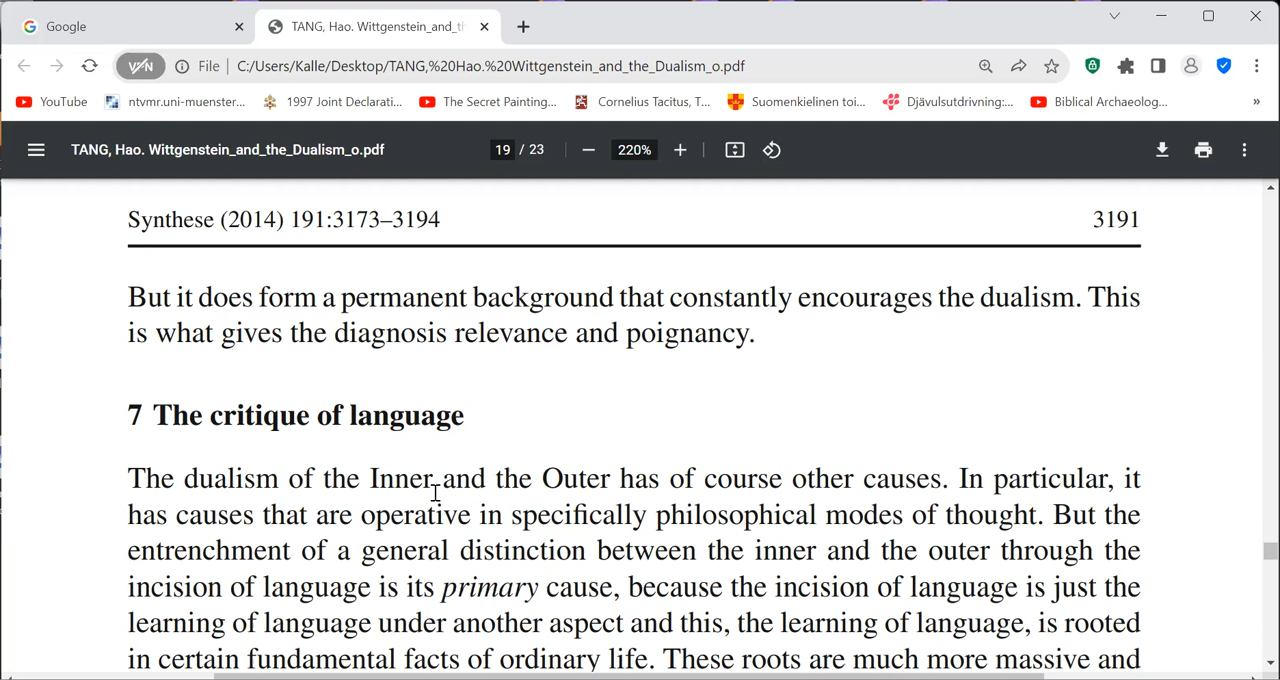 Google
TANG, Hao. Wittgenstein_and_th
File C:/Users/Kalle/Desktop/TANG,%20Hao.%20Wittgenstein_and_the_Dualism_o.pdf
YouTube ntvmr.uni-muenster... 1997 Joint Declarati... The Secret Painting... Cornelius Tacitus, T... Suomenkielinen toi... Djävulsutdrivning:... Biblical Archaeolog... »
TANG, Hao. Wittgenstein_and_the_Dualism_o.pdf 19 / 23 220%
Synthese (2014) 191:3173–3194 3191
But it does form a permanent background that constantly encourages the dualism. This
is what gives the diagnosis relevance and poignancy.
7 The critique of language
The dualism of the Inner and the Outer has of course other causes. In particular, it
has causes that are operative in specifically philosophical modes of thought. But the
entrenchment of a general distinction between the inner and the outer through the
incision of language is its primary cause, because the incision of language is just the
learning of language under another aspect and this, the learning of language, is rooted
in certain fundamental facts of ordinary life. These roots are much more massive and